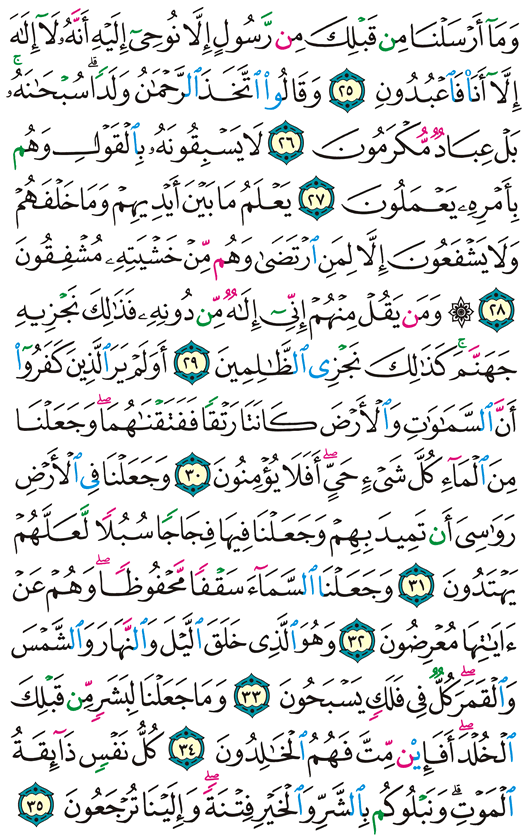 وَمَآ أَرۡسَلۡنَا مِن قَبۡلِكَ مِن رَّسُولٍ إِلَّا نُوحِيٓ إِلَيۡهِ أَنَّهُۥ لَآ إِلَٰهَ
إِلَّآ أَنَا۠ فَٱعۡبُدُونِ ٢٥ وَقَالُواْ ٱتَّخَذَ ٱلرَّحۡمَٰنُ وَلَدٗاۗ سُبۡحَٰنَهُۥۚ
بَلۡ عِبَادٞ مُّكۡرَمُونَ ٢٦ لَا يَسۡبِقُونَهُۥ بِٱلۡقَوۡلِ وَهُم
بِأَمۡرِهِۦ يَعۡمَلُونَ ٢٧ يَعۡلَمُ مَا بَيۡنَ أَيۡدِيهِمۡ وَمَا خَلۡفَهُمۡ
وَلَا يَشۡفَعُونَ إِلَّا لِمَنِ ٱرۡتَضَىٰ وَهُم مِّنۡ خَشۡيَتِهِۦ مُشۡفِقُونَ
٢٨ ۞ وَمَن يَقُلۡ مِنۡهُمۡ إِنِّيٓ إِلَٰهٞ مِّن دُونِهِۦ فَذَٰلِكَ نَجۡزِيهِ
جَهَنَّمَۚ كَذَٰلِكَ نَجۡزِي ٱلظَّٰلِمِينَ ٢٩ أَوَلَمۡ يَرَ ٱلَّذِينَ كَفَرُوٓاْ
أَنَّ ٱلسَّمَٰوَٰتِ وَٱلۡأَرۡضَ كَانَتَا رَتۡقٗا فَفَتَقۡنَٰهُمَاۖ وَجَعَلۡنَا
مِنَ ٱلۡمَآءِ كُلَّ شَيۡءٍ حَيٍّۖ أَفَلَا يُؤۡمِنُونَ ٣٠ وَجَعَلۡنَا فِي ٱلۡأَرۡضِ
رَوَٰسِيَ أَن تَمِيدَ بِهِمۡ وَجَعَلۡنَا فِيهَا فِجَاجٗا سُبُلٗا لَّعَلَّهُمۡ
يَهۡتَدُونَ ٣١ وَجَعَلۡنَا ٱلسَّمَآءَ سَقۡفٗا مَّحۡفُوظٗاۖ وَهُمۡ عَنۡ
ءَايَٰتِهَا مُعۡرِضُونَ ٣٢ وَهُوَ ٱلَّذِي خَلَقَ ٱلَّيۡلَ وَٱلنَّهَارَ وَٱلشَّمۡسَ
وَٱلۡقَمَرَۖ كُلّٞ فِي فَلَكٖ يَسۡبَحُونَ ٣٣ وَمَا جَعَلۡنَا لِبَشَرٖ مِّن قَبۡلِكَ
ٱلۡخُلۡدَۖ أَفَإِيْن مِّتَّ فَهُمُ ٱلۡخَٰلِدُونَ ٣٤ كُلُّ نَفۡسٖ ذَآئِقَةُ
ٱلۡمَوۡتِۗ وَنَبۡلُوكُم بِٱلشَّرِّ وَٱلۡخَيۡرِ فِتۡنَةٗۖ وَإِلَيۡنَا تُرۡجَعُونَ ٣٥